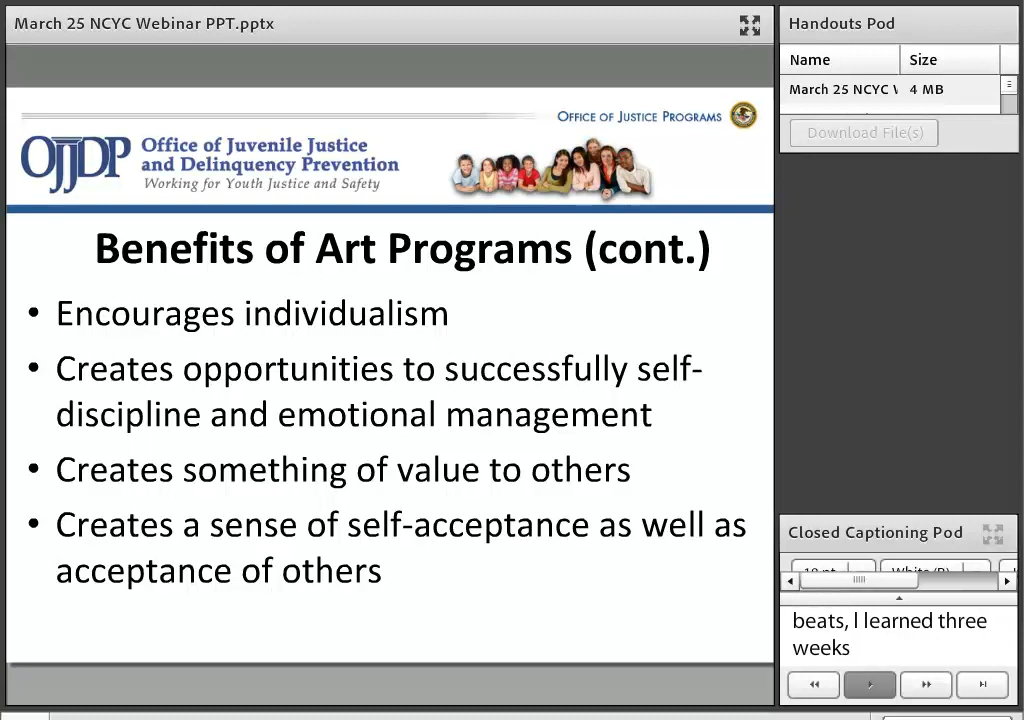 March 25 NCYC Webinar PPT.pptx
OFFICE OF JUSTICE PROGRAMS
OJJDP
Office of Juvenile Justice
and Delinquency Prevention
Working for Youth Justice and Safety
Benefits of Art Programs (cont.)
• Encourages individualism
• Creates opportunities to successfully self-
discipline and emotional management
• Creates something of value to others
• Creates a sense of self-acceptance as well as
acceptance of others
Handouts Pod
Name Size
March 25 NCYC 4 MB
Download File(s)
Closed Captioning Pod
beats, I learned three
weeks